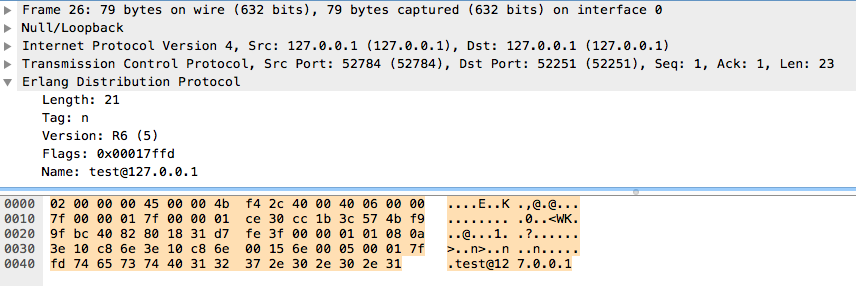 Frame 26: 79 bytes on wire (632 bits), 79 bytes captured (632 bits) on interface 0
Null/Loopback
Internet Protocol Version 4, Src: 127.0.0.1 (127.0.0.1), Dst: 127.0.0.1 (127.0.0.1)
Transmission Control Protocol, Src Port: 52784 (52784), Dst Port: 52251 (52251), Seq: 1, Ack: 1, Len: 23
Erlang Distribution Protocol
Length: 21
Tag: n
Version: R6 (5)
Flags: 0x00017ffd
Name: test@127.0.0.1
0000 02 00 00 00 45 00 00 4b f4 2c 40 00 40 06 00 00 ....E..K .,@.@...
0010 7f 00 00 01 7f 00 00 01 ce 30 cc 1b 3c 57 4b f9 ........ .0..<WK.
0020 9f bc 40 82 80 18 31 d7 fe 3f 00 00 01 01 08 0a ..@...1. .?......
0030 3e 10 c8 6e 3e 10 c8 6e 00 15 6e 00 05 00 01 7f >..n>..n ..n.....
0040 fd 74 65 73 74 40 31 32 37 2e 30 2e 30 2e 31 .test@12 7.0.0.1